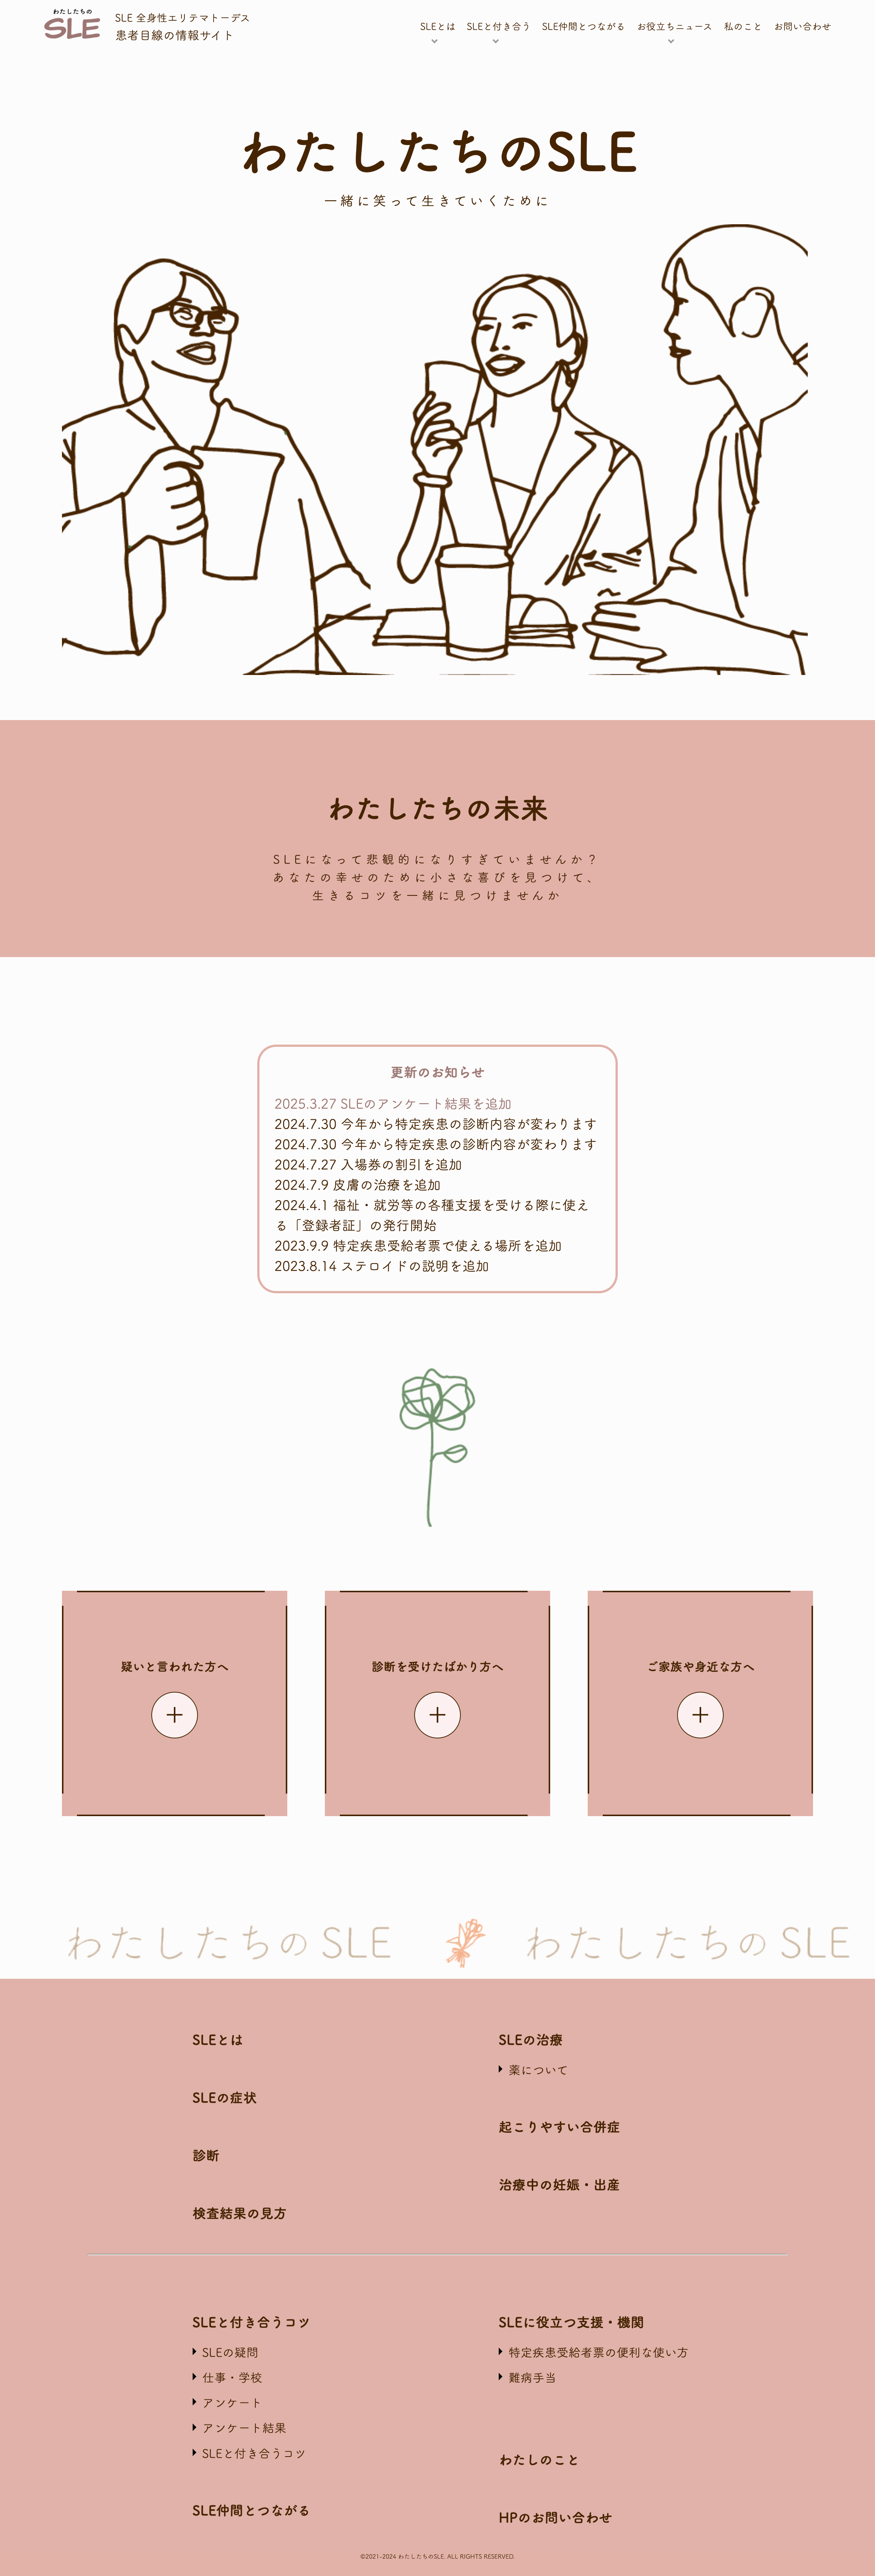 わたしたちの
SLE
SLE 全身性エリテマトーデス
患者目線の情報サイト
SLEとは
SLEと付き合う
SLE仲間とつながる
お役立ちニュース
私のこと
お問い合わせ
わたしたちのSLE
一緒に笑って生きていくために
わたしたちの未来
SLEになって悲観的になりすぎていませんか？
あなたの幸せのために小さな喜びを見つけて、
生きるコツを一緒に見つけませんか
更新のお知らせ
2025.3.27 SLEのアンケート結果を追加
2024.7.30 今年から特定疾患の診断内容が変わります
2024.7.30 今年から特定疾患の診断内容が変わります
2024.7.27 入場券の割引を追加
2024.7.9 皮膚の治療を追加
2024.4.1 福祉・就労等の各種支援を受ける際に使え
る「登録者証」の発行開始
2023.9.9 特定疾患受給者票で使える場所を追加
2023.8.14 ステロイドの説明を追加
疑いと言われた方へ
診断を受けたばかり方へ
ご家族や身近な方へ
わたしたちの SLE
わたしたちの SLE
SLEとは
SLEの症状
診断
検査結果の見方
SLEの治療
薬について
起こりやすい合併症
治療中の妊娠・出産
SLEと付き合うコツ
SLEの疑問
仕事・学校
アンケート
アンケート結果
SLEと付き合うコツ
SLE仲間とつながる
SLEに役立つ支援・機関
特定疾患受給者票の便利な使い方
難病手当
わたしのこと
HPのお問い合わせ
©2021-2024 わたしたちのSLE. ALL RIGHTS RESERVED.